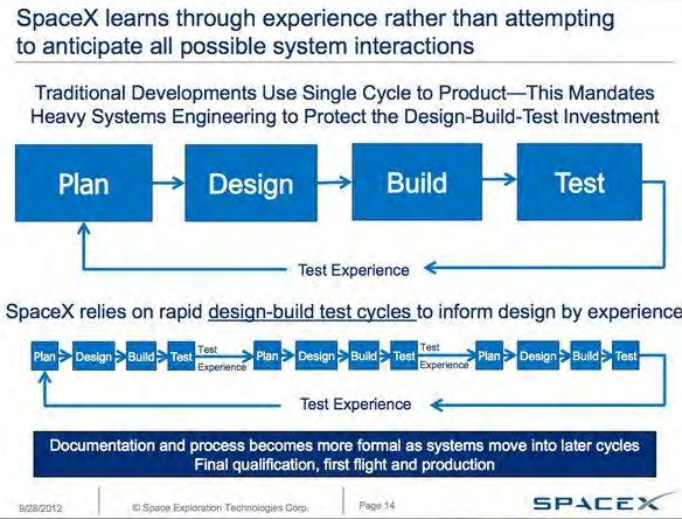 SpaceX learns through experience rather than attempting
to anticipate all possible system interactions
Traditional Developments Use Single Cycle to Product—This Mandates
Heavy Systems Engineering to Protect the Design-Build-Test Investment
Plan Design Build Test
Test Experience
SpaceX relies on rapid design-build test cycles to inform design by experience
Plan Design Build Test Test Experience Plan Design Build Test Test Experience Plan Design Build Test
Test Experience
Documentation and process becomes more formal as systems move into later cycles
Final qualification, first flight and production
9/28/2012 © Space Exploration Technologies Corp. Page 14 SPACEX